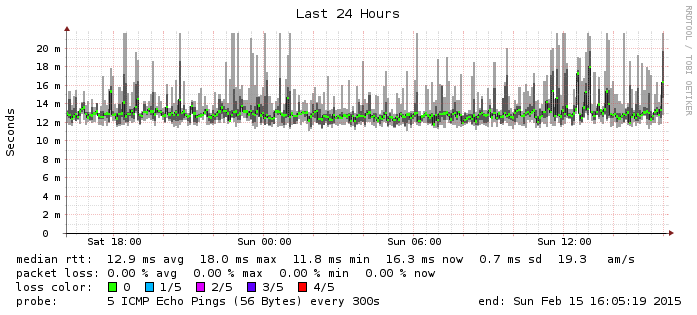 Last 24 Hours
RRDTOOL / TOBI OETIKER
Seconds
20 m
18 m
16 m
14 m
12 m
10 m
8 m
6 m
4 m
2 m
0
Sat 18:00 Sun 00:00 Sun 06:00 Sun 12:00
median rtt: 12.9 ms avg 18.0 ms max 11.8 ms min 16.3 ms now 0.7 ms sd 19.3 am/s
packet loss: 0.00 % avg 0.00 % max 0.00 % min 0.00 % now
loss color: 0 1/5 2/5 3/5 4/5
probe: 5 ICMP Echo Pings (56 Bytes) every 300s end: Sun Feb 15 16:05:19 2015